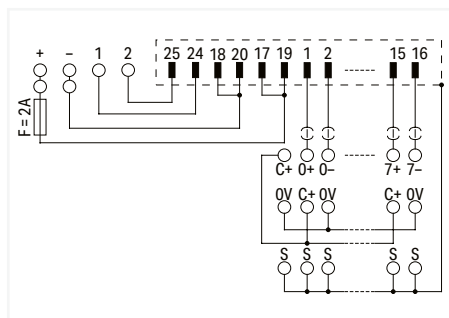 + – 1 2 25 24 18 20 17 19 1 2 15 16
F = 2A
C+ 0+ 0– 7+ 7–
0V C+ 0V C+ 0V
S S S S S